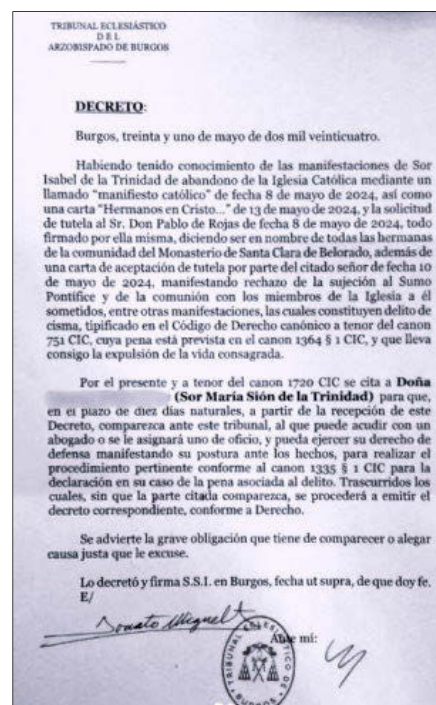 TRIBUNAL ECLESIÁSTICO
DEL
ARZOBISPADO DE BURGOS
DECRETO:
Burgos, treinta y uno de mayo de dos mil veinticuatro.
Habiendo tenido conocimiento de las manifestaciones de Sor
Isabel de la Trinidad de abandono de la Iglesia Católica mediante un
llamado “manifiesto católico” de fecha 8 de mayo de 2024, así como
una carta “Hermanos en Cristo...” de 13 de mayo de 2024, y la solicitud
de tutela al Sr. Don Pablo de Rojas de fecha 8 de mayo de 2024, todo
firmado por ella misma, diciendo ser en nombre de todas las hermanas
de la comunidad del Monasterio de Santa Clara de Belorado, además de
una carta de aceptación de tutela por parte del citado señor de fecha 10
de mayo de 2024, manifestando rechazo de la sujeción al Sumo
Pontífice y de la comunión con los miembros de la Iglesia a él
sometidos, entre otras manifestaciones, las cuales constituyen delito de
cisma, tipificado en el Código de Derecho canónico a tenor del canon
751 CIC, cuya pena está prevista en el canon 1364 § 1 CIC, y que lleva
consigo la expulsión de la vida consagrada.
Por el presente y a tenor del canon 1720 CIC se cita a Doña
(Sor María Sión de la Trinidad) para que,
en el plazo de diez días naturales, a partir de la recepción de este
Decreto, comparezca ante este tribunal, al que puede acudir con un
abogado o se le asignará uno de oficio, y pueda ejercer su derecho de
defensa manifestando su postura ante los hechos, para realizar el
procedimiento pertinente conforme al canon 1335 § 1 CIC para la
declaración en su caso de la pena asociada al delito. Trascurridos los
cuales, sin que la parte citada comparezca, se procederá a emitir el
decreto correspondiente, conforme a Derecho.
Se advierte la grave obligación que tiene de comparecer o alegar
causa justa que le excuse.
Lo decretó y firma S.S.I. en Burgos, fecha ut supra, de que doy fe.
E/
Donato Miguel
Ante mí:
TRIBUNAL ECLESIÁSTICO DE BURGOS